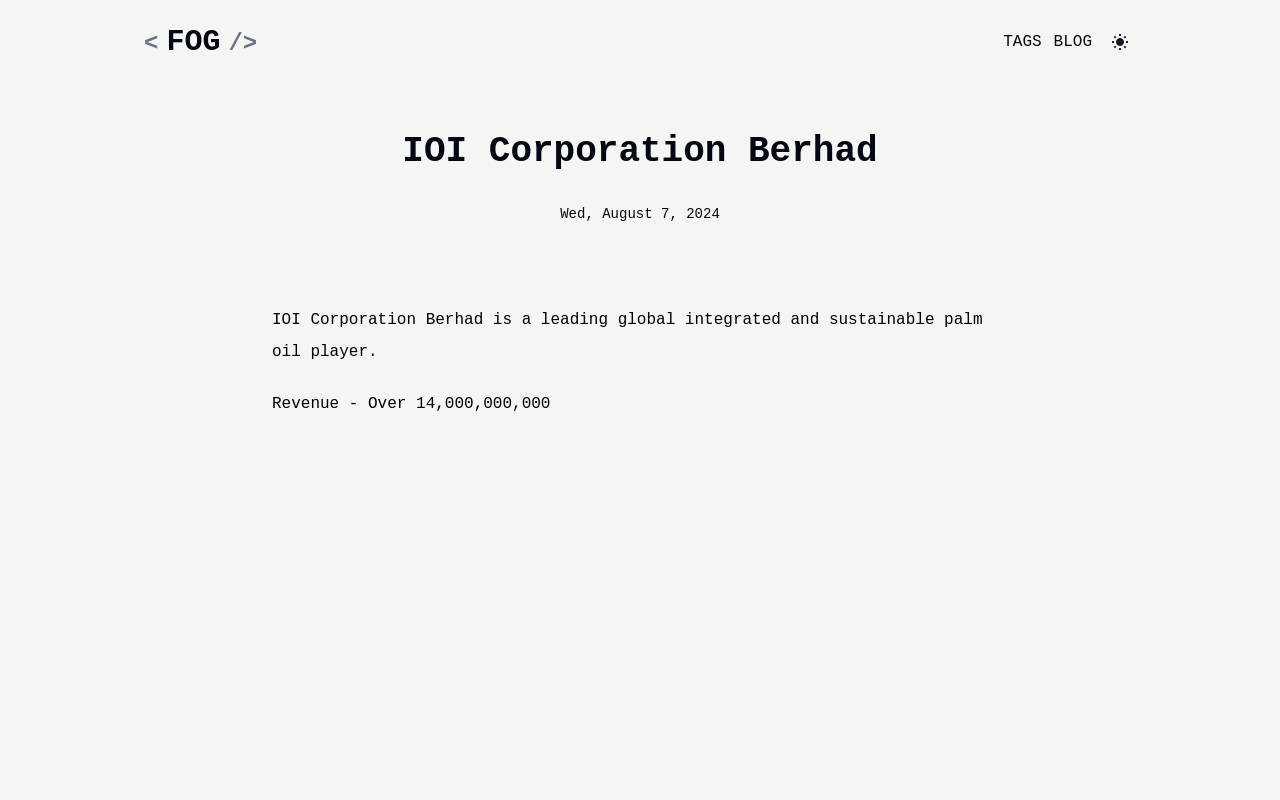 < FOG />
TAGS BLOG
IOI Corporation Berhad
Wed, August 7, 2024
IOI Corporation Berhad is a leading global integrated and sustainable palm
oil player.
Revenue - Over 14,000,000,000